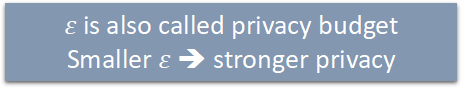 𝜀 is also called privacy budget
Smaller 𝜀 ➔ stronger privacy